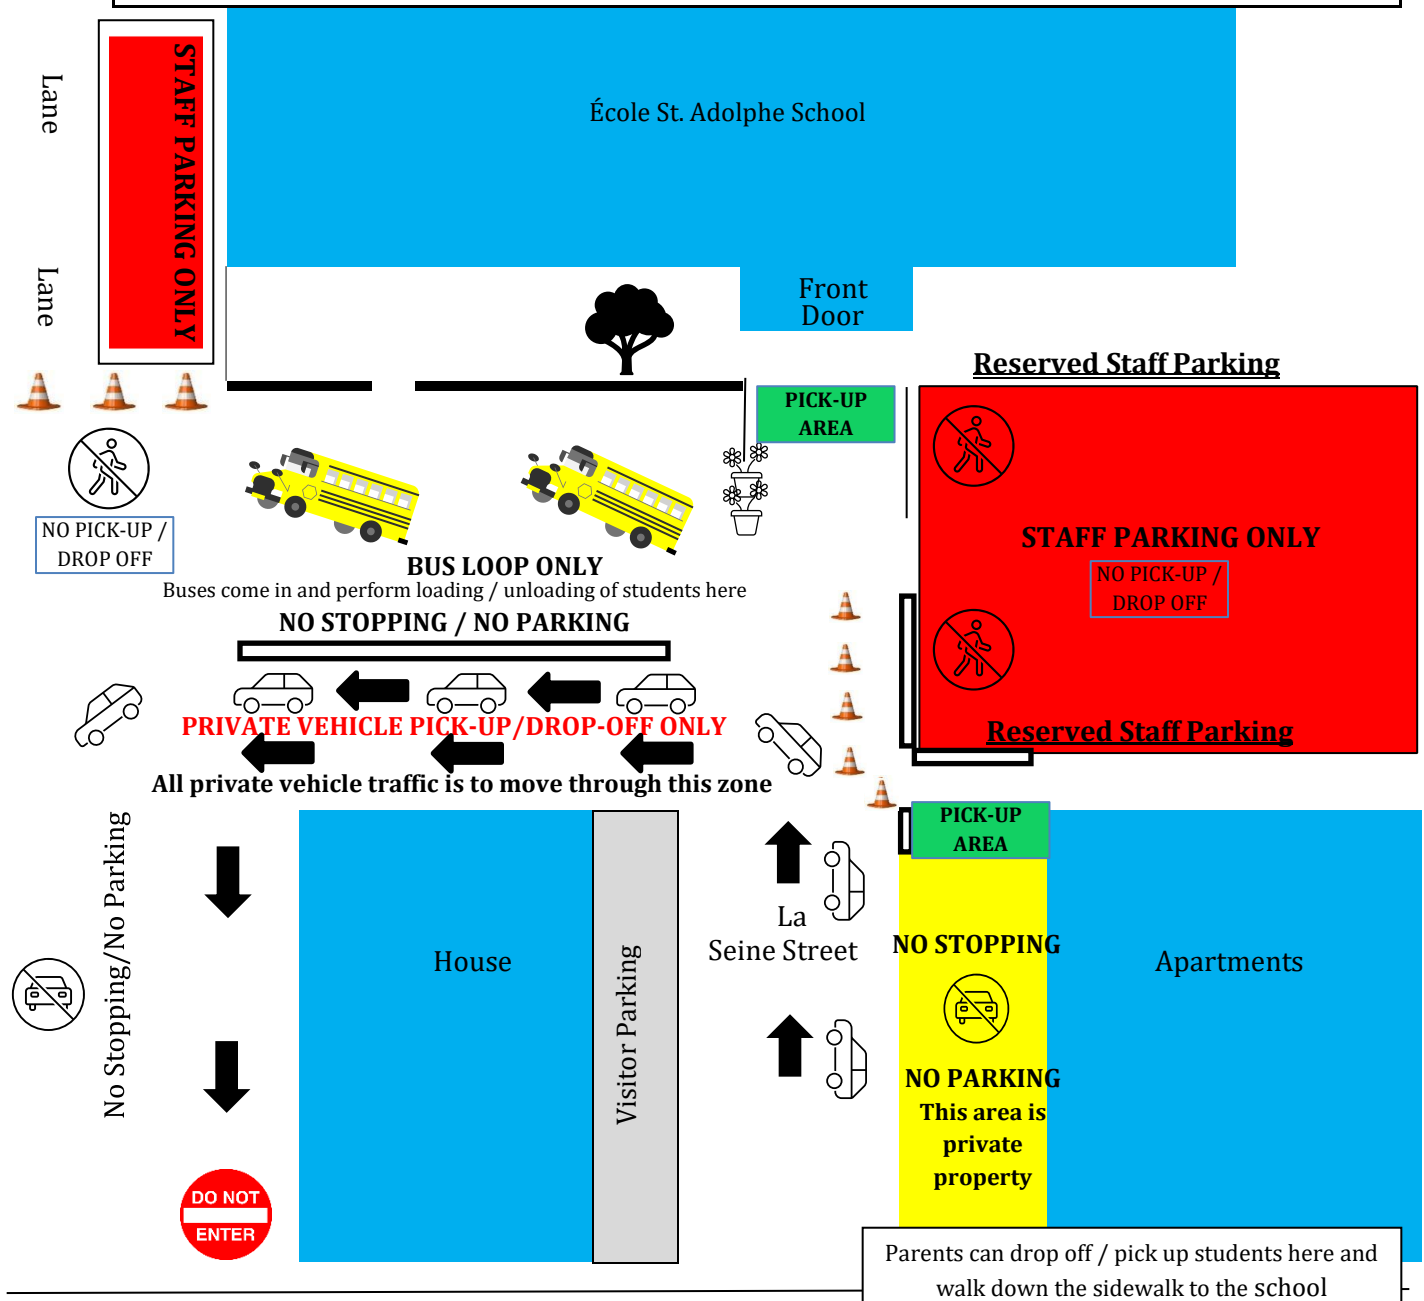 École St. Adolphe School
STAFF PARKING ONLY
Lane
Lane
Front
Door
Reserved Staff Parking
PICK-UP
AREA
NO PICK-UP /
DROP OFF
STAFF PARKING ONLY
NO PICK-UP /
DROP OFF
BUS LOOP ONLY
Buses come in and perform loading / unloading of students here
NO STOPPING / NO PARKING
PRIVATE VEHICLE PICK-UP/DROP-OFF ONLY
Reserved Staff Parking
All private vehicle traffic is to move through this zone
PICK-UP
AREA
No Stopping/No Parking
House
Visitor Parking
La
Seine Street
NO STOPPING
Apartments
NO PARKING
This area is
private
property
DO NOT
ENTER
Parents can drop off / pick up students here and
walk down the sidewalk to the school